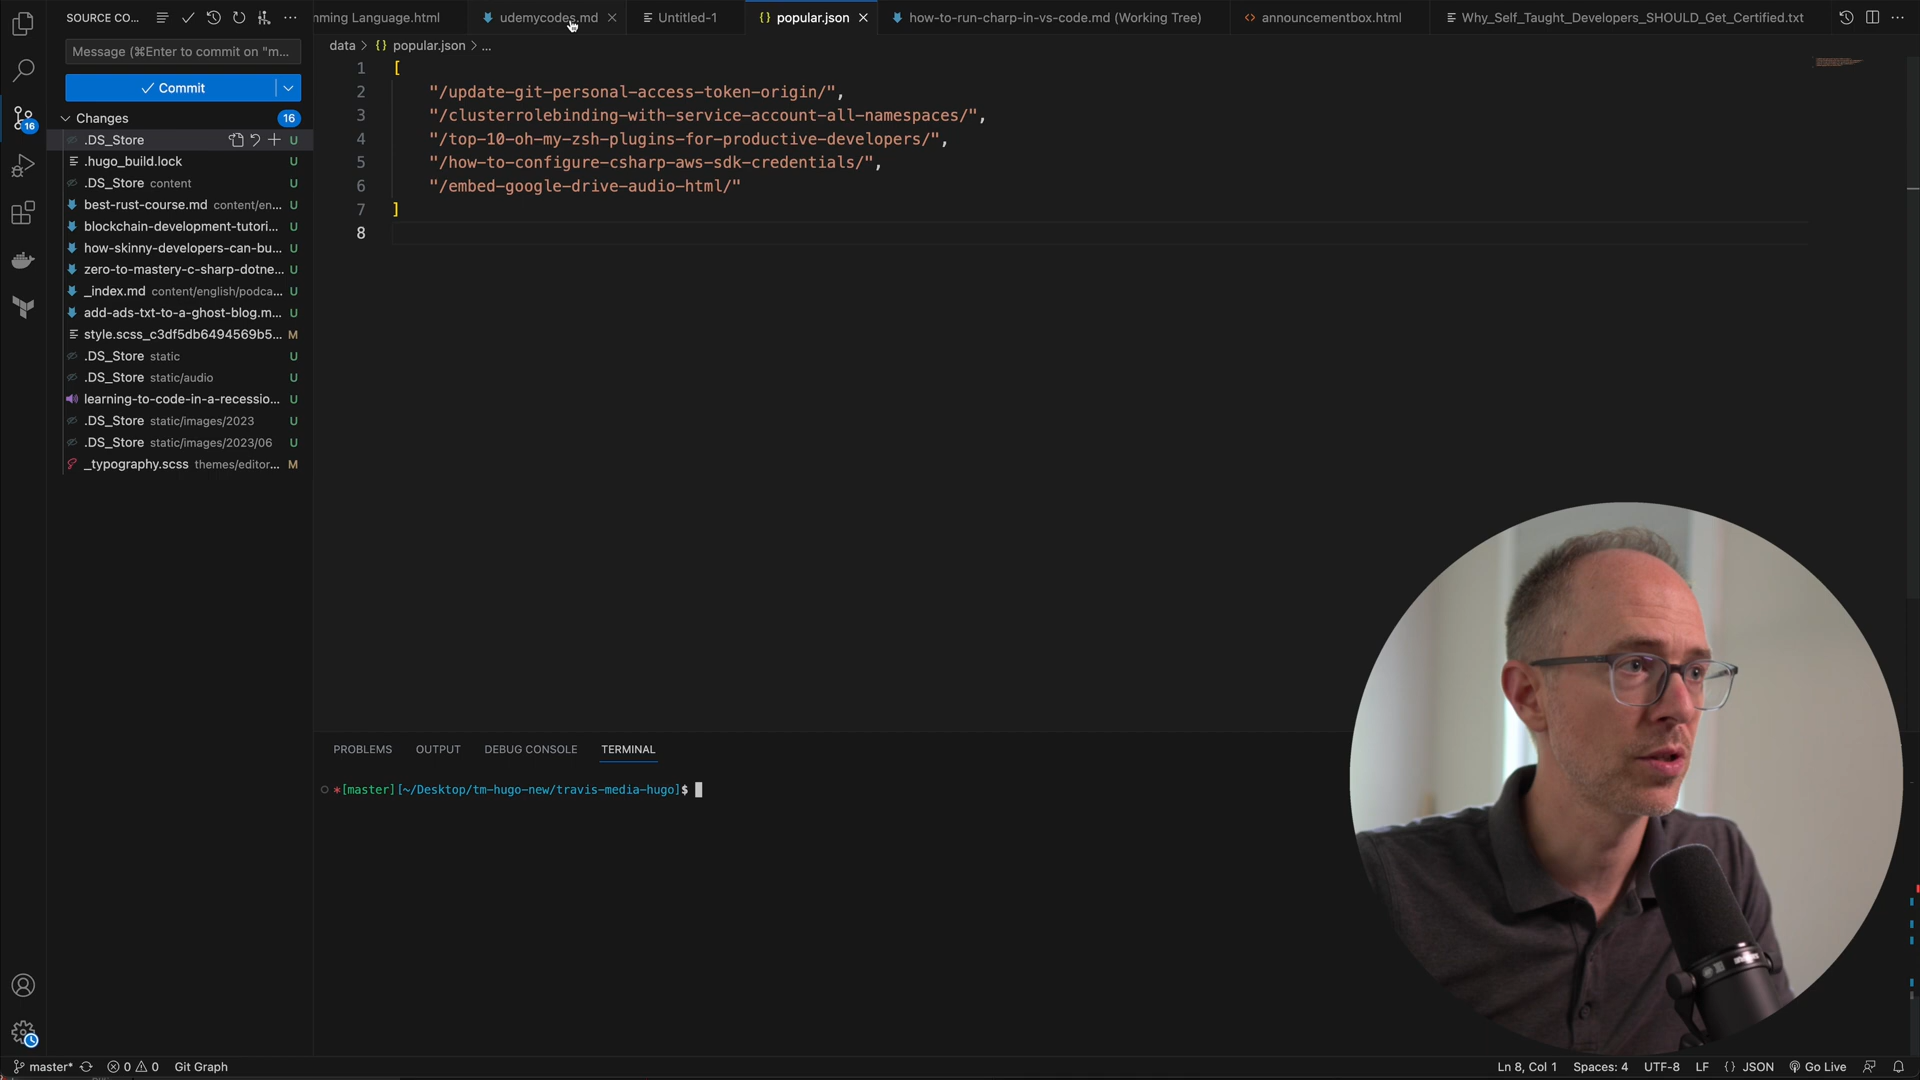 SOURCE CO...
mming Language.html
udemycodes.md
Untitled-1
{} popular.json
how-to-run-charp-in-vs-code.md (Working Tree)
<> announcementbox.html
Why_Self_Taught_Developers_SHOULD_Get_Certified.txt
Message (⌘Enter to commit on "m...
Commit
Changes 16
16
.DS_Store U
.hugo_build.lock U
.DS_Store content U
best-rust-course.md content/en... U
blockchain-development-tutori... U
how-skinny-developers-can-bu... U
zero-to-mastery-c-sharp-dotne... U
_index.md content/english/podca... U
add-ads-txt-to-a-ghost-blog.m... U
style.scss_c3df5db6494569b5... M
.DS_Store static U
.DS_Store static/audio U
learning-to-code-in-a-recessio... U
.DS_Store static/images/2023 U
.DS_Store static/images/2023/06 U
_typography.scss themes/editor... M
data > {} popular.json > ...
1 [
2 "/update-git-personal-access-token-origin/",
3 "/clusterrolebinding-with-service-account-all-namespaces/",
4 "/top-10-oh-my-zsh-plugins-for-productive-developers/",
5 "/how-to-configure-csharp-aws-sdk-credentials/",
6 "/embed-google-drive-audio-html/"
7 ]
8
PROBLEMS OUTPUT DEBUG CONSOLE TERMINAL
*[master][~/Desktop/tm-hugo-new/travis-media-hugo]$
master* 0 0 Git Graph
Ln 8, Col 1 Spaces: 4 UTF-8 LF {} JSON Go Live